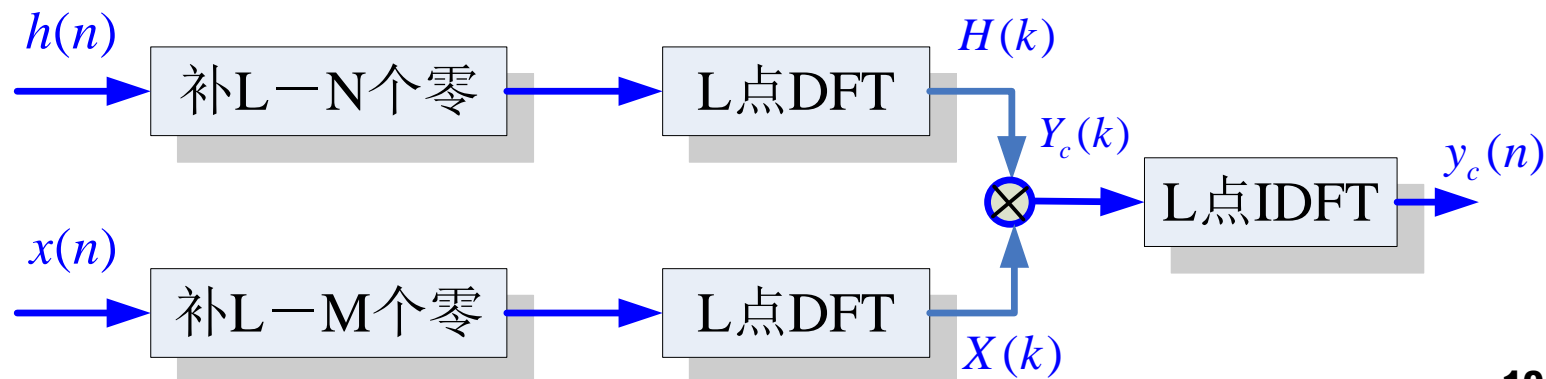 h(n)
补L－N个零
L点DFT
H(k)
Y_c(k)
L点IDFT
y_c(n)
x(n)
补L－M个零
L点DFT
X(k)